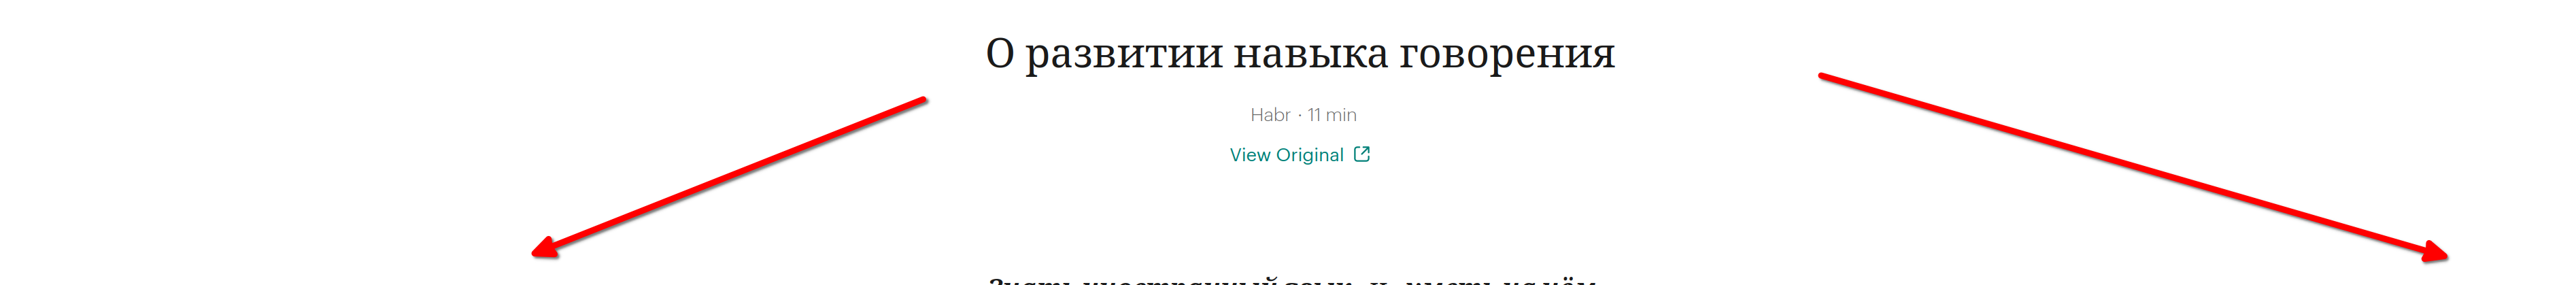 О развитии навыка говорения
Habr · 11 min
View Original